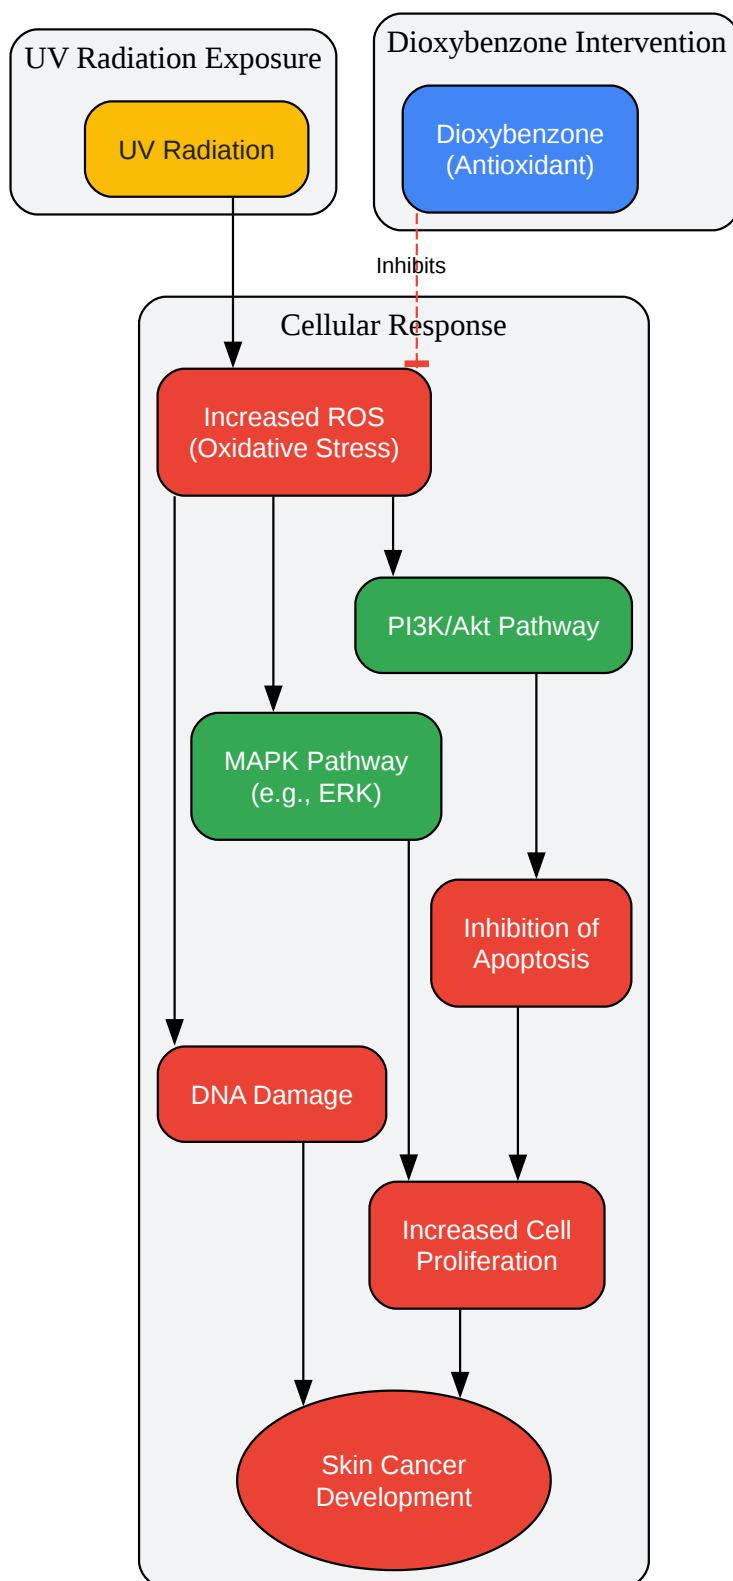 UV Radiation Exposure
UV Radiation
Dioxybenzone Intervention
Dioxybenzone
(Antioxidant)
Inhibits
Cellular Response
Increased ROS
(Oxidative Stress)
PI3K/Akt Pathway
MAPK Pathway
(e.g., ERK)
Inhibition of
Apoptosis
DNA Damage
Increased Cell
Proliferation
Skin Cancer
Development